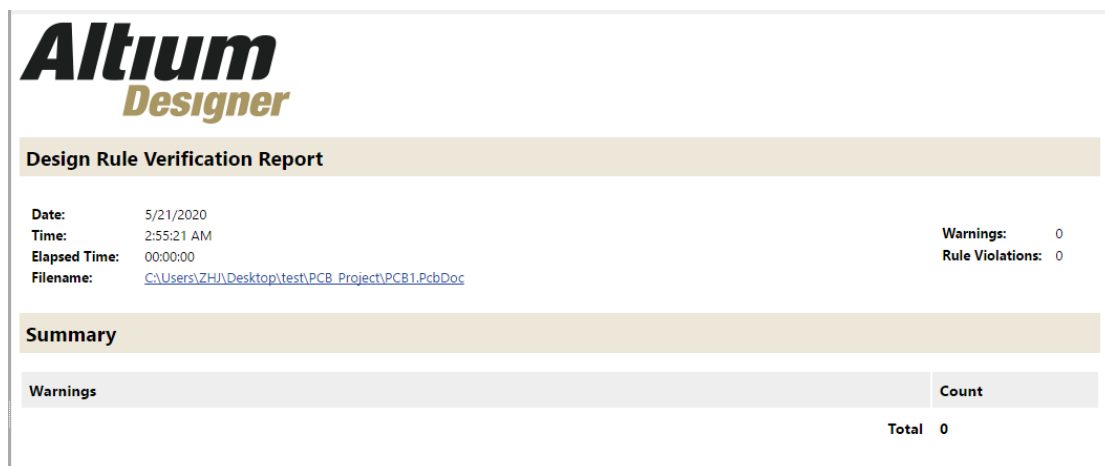 Altium
Designer
Design Rule Verification Report
Date: 5/21/2020
Time: 2:55:21 AM
Elapsed Time: 00:00:00
Filename: C:\Users\ZHJ\Desktop\test\PCB_Project\PCB1.PcbDoc
Warnings: 0
Rule Violations: 0
Summary
Warnings Count
Total 0